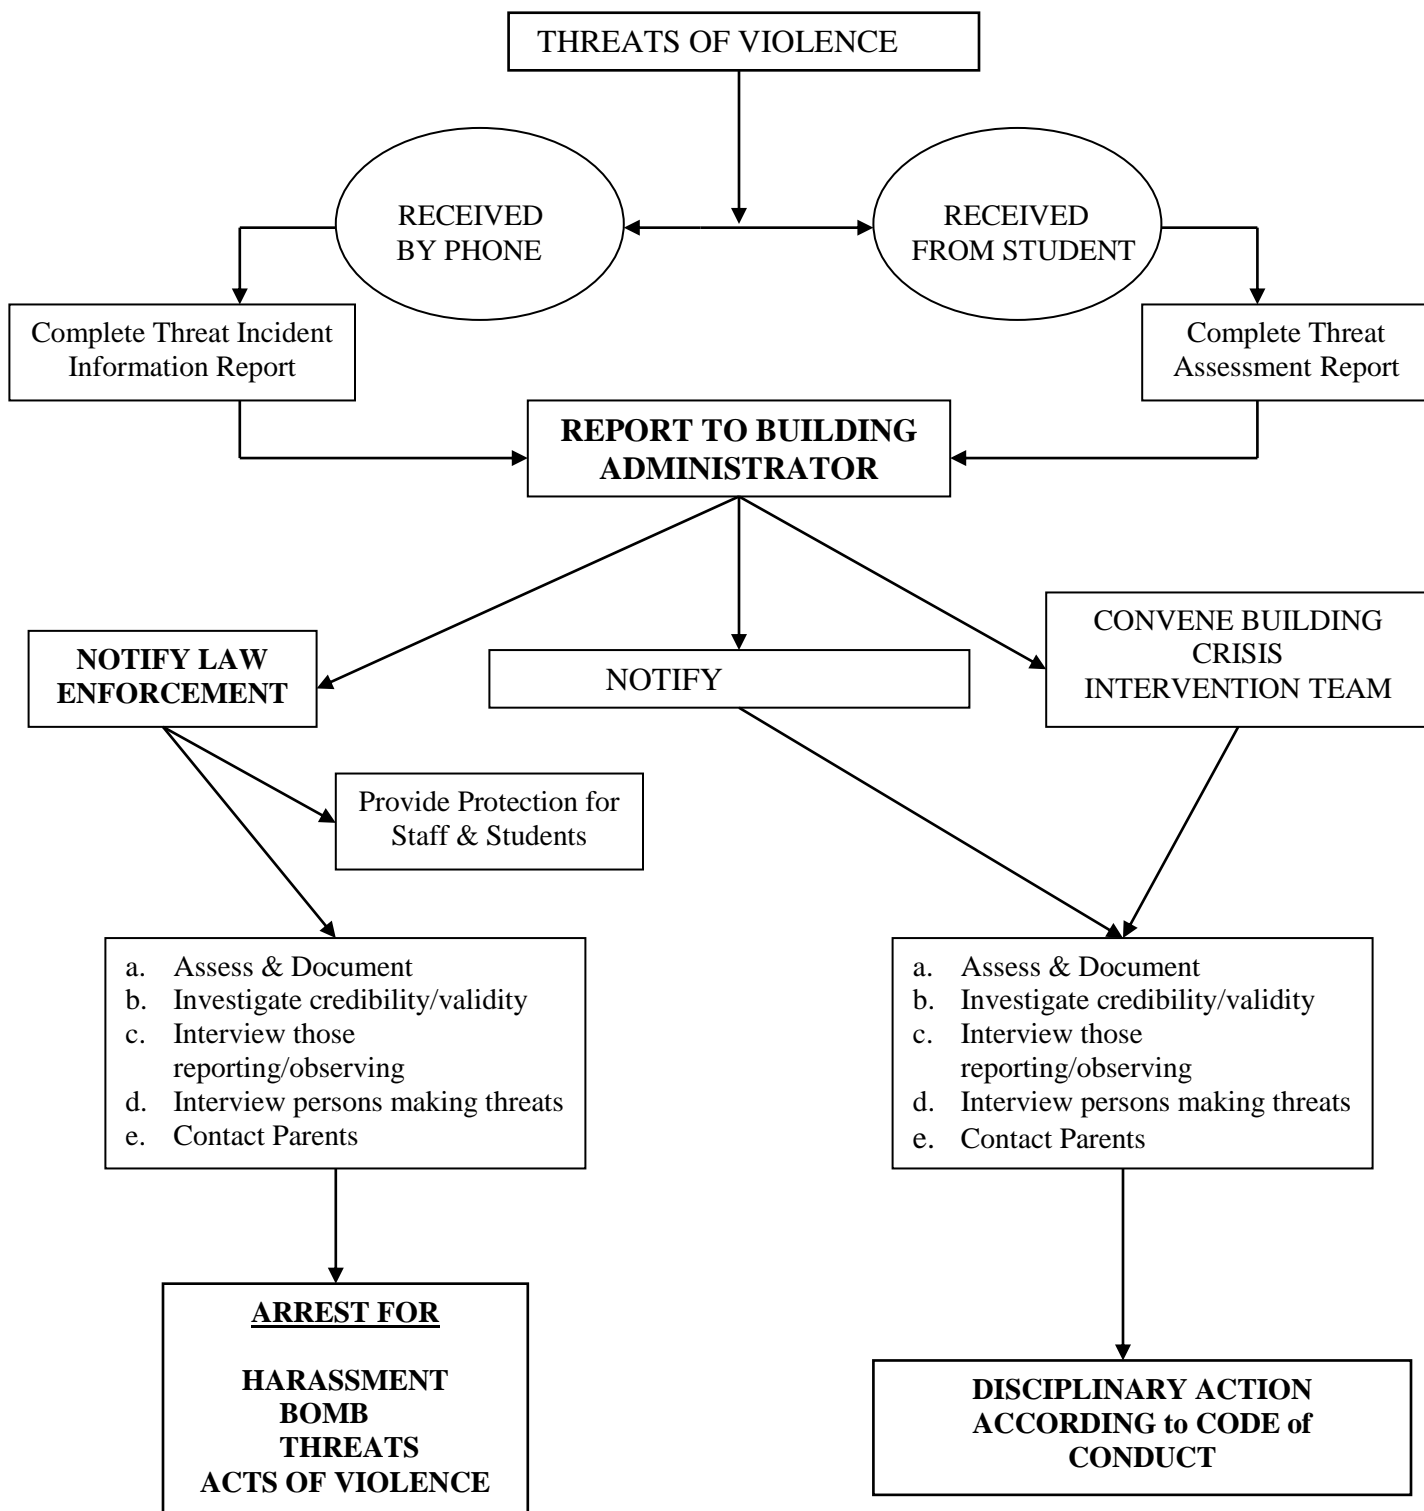 THREATS OF VIOLENCE
RECEIVED
BY PHONE
RECEIVED
FROM STUDENT
Complete Threat Incident
Information Report
Complete Threat
Assessment Report
REPORT TO BUILDING
ADMINISTRATOR
NOTIFY LAW
ENFORCEMENT
NOTIFY
CONVENE BUILDING
CRISIS
INTERVENTION TEAM
Provide Protection for
Staff & Students
a. Assess & Document
b. Investigate credibility/validity
c. Interview those
reporting/observing
d. Interview persons making threats
e. Contact Parents
a. Assess & Document
b. Investigate credibility/validity
c. Interview those
reporting/observing
d. Interview persons making threats
e. Contact Parents
ARREST FOR
HARASSMENT
BOMB
THREATS
ACTS OF VIOLENCE
DISCIPLINARY ACTION
ACCORDING to CODE of
CONDUCT